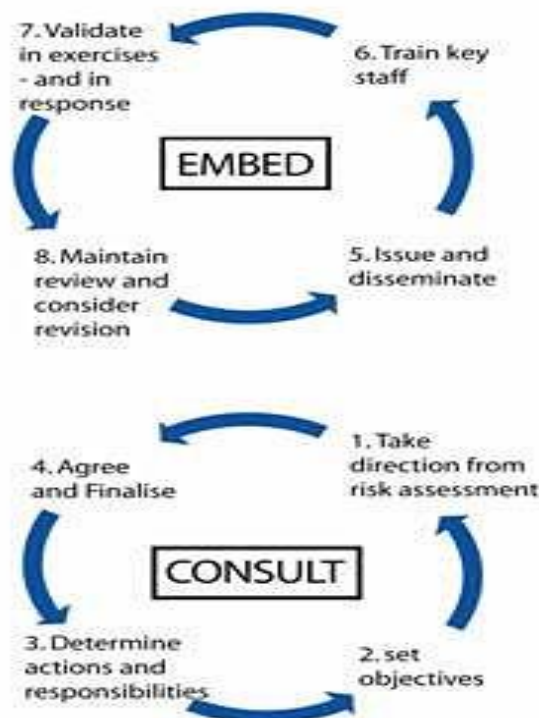 7. Validate
in exercises
- and in
response
6. Train key
staff
EMBED
8. Maintain
review and
consider
revision
5. Issue and
disseminate
4. Agree
and Finalise
1. Take
direction from
risk assessment
CONSULT
3. Determine
actions and
responsibilities
2. set
objectives